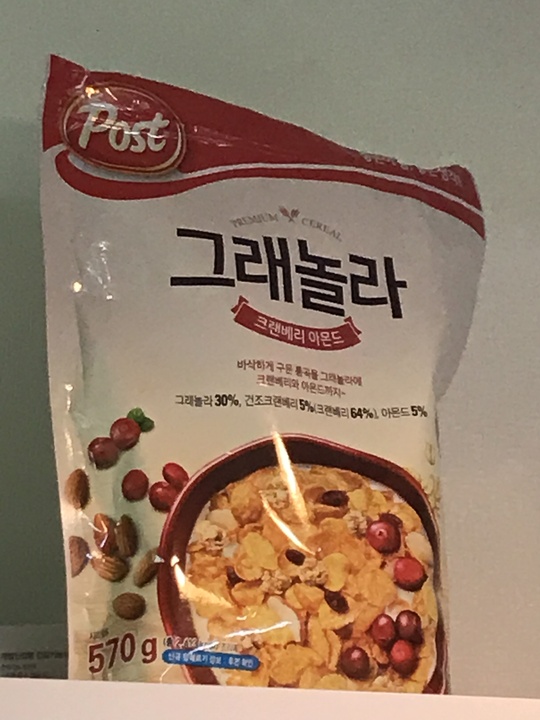 Post
PREMIUM CEREAL
그래놀라
크랜베리 아몬드
바삭하게 구운 통곡물 그래놀라에
크랜베리와 아몬드까지~
그래놀라 30%, 건조크랜베리 5%(크랜베리 64%), 아몬드 5%
570 g